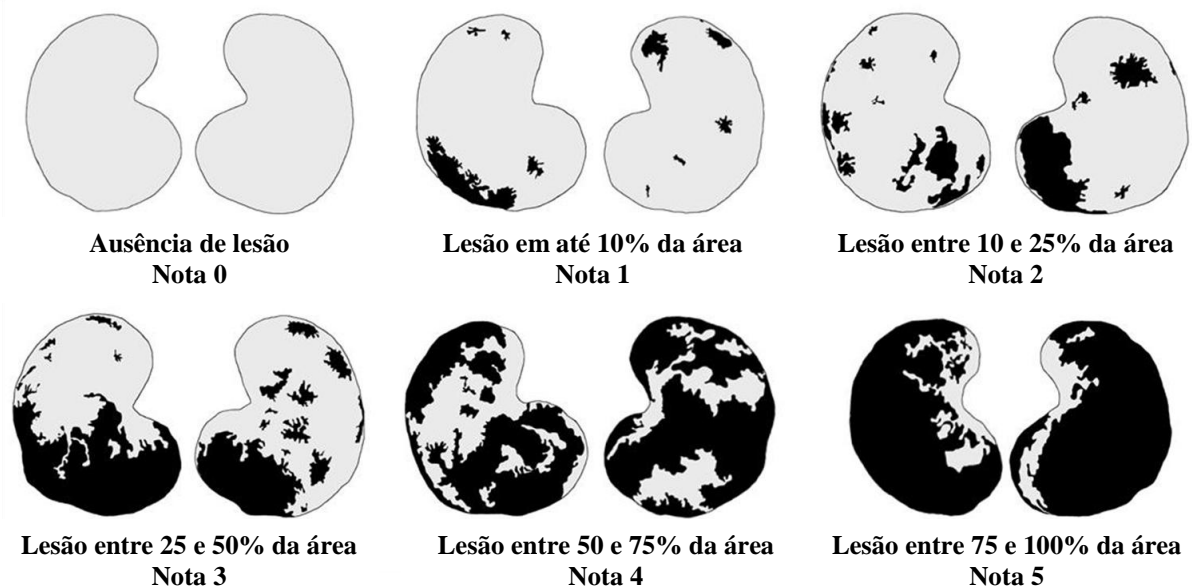 Ausência de lesão
Nota 0
Lesão em até 10% da área
Nota 1
Lesão entre 10 e 25% da área
Nota 2
Lesão entre 25 e 50% da área
Nota 3
Lesão entre 50 e 75% da área
Nota 4
Lesão entre 75 e 100% da área
Nota 5